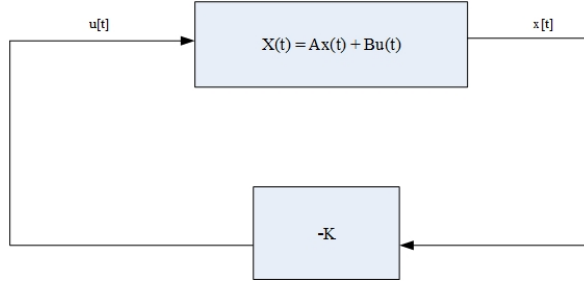 u[t]
X(t) = Ax(t) + Bu(t)
x[t]
-K